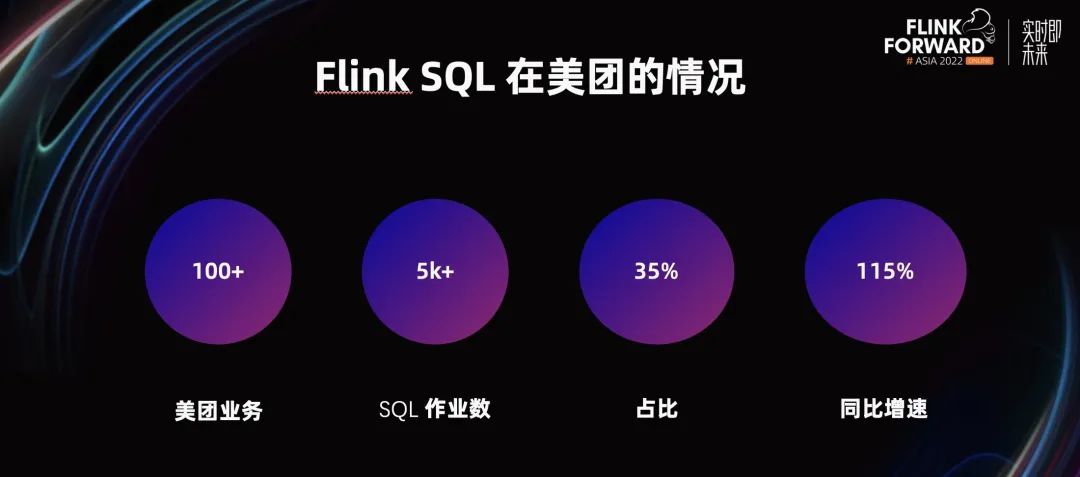 FLINK
FORWARD
# ASIA 2022 ONLINE
实时即
未来
Flink SQL 在美团的情况
100+
5k+
35%
115%
美团业务
SQL 作业数
占比
同比增速